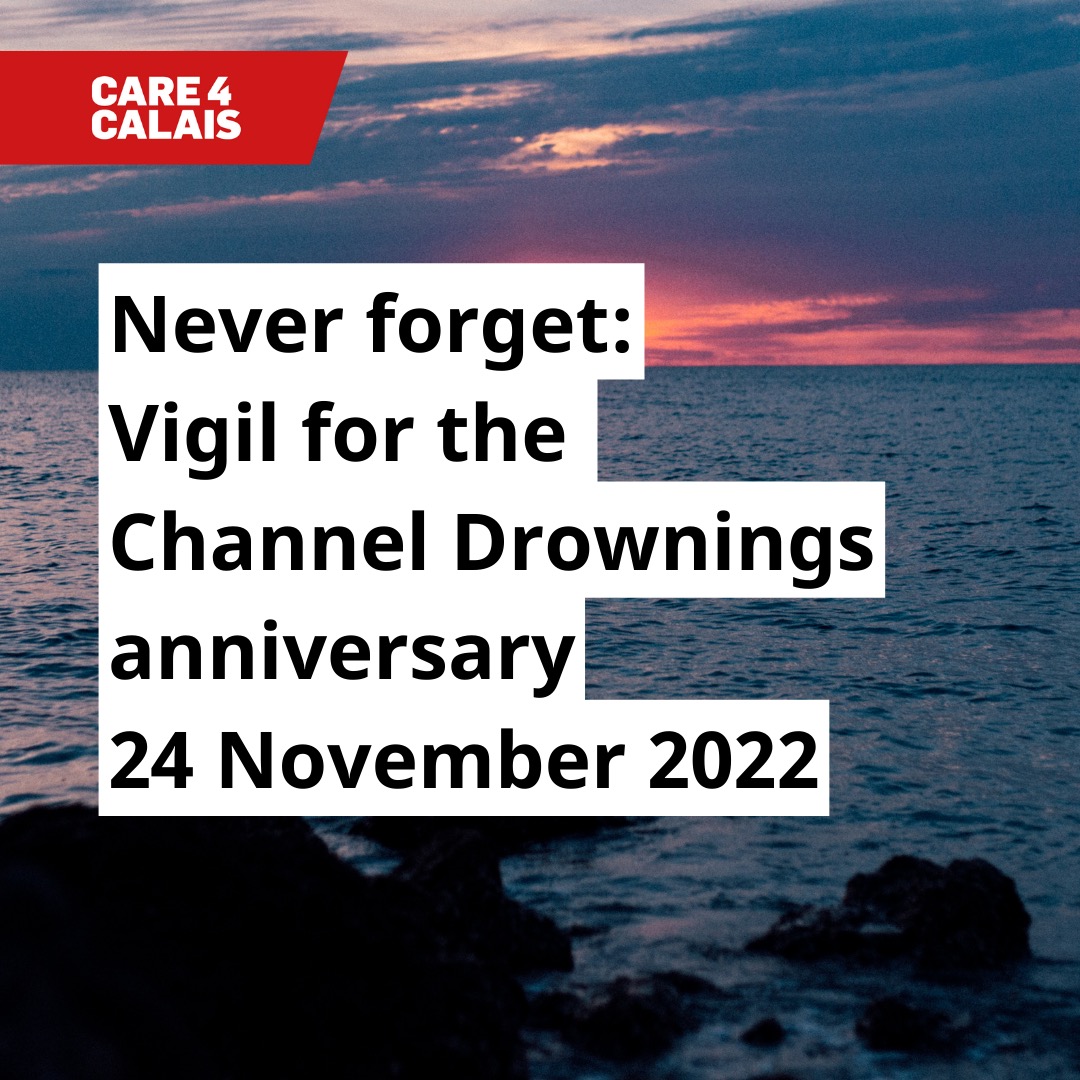 CARE 4
CALAIS
Never forget:
Vigil for the
Channel Drownings
anniversary
24 November 2022